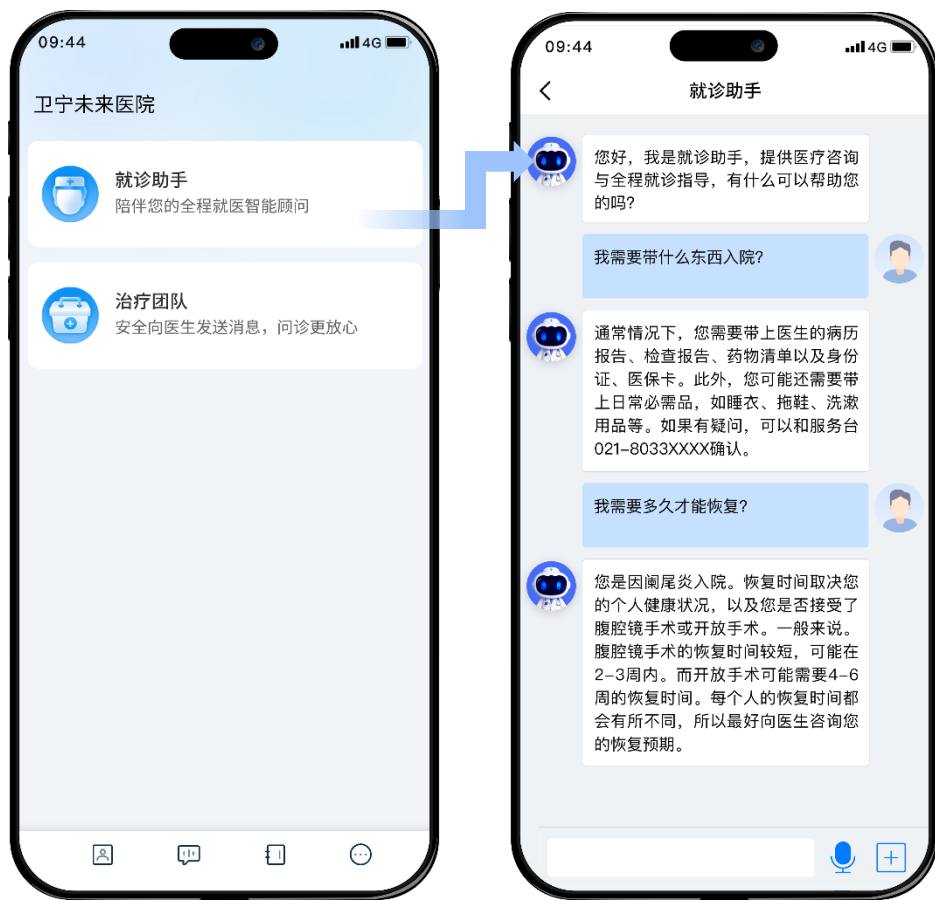 09:44
4G
卫宁未来医院
就诊助手
陪伴您的全程就医智能顾问
治疗团队
安全向医生发送消息，问诊更放心
09:44
4G
就诊助手
您好，我是就诊助手，提供医疗咨询
与全程就诊指导，有什么可以帮助您
的吗？
我需要带什么东西入院？
通常情况下，您需要带上医生的病历
报告、检查报告、药物清单以及身份
证、医保卡。此外，您可能还需要带
上日常必需品，如睡衣、拖鞋、洗漱
用品等。如果有疑问，可以和服务台
021-8033XXXX确认。
我需要多久才能恢复？
您是因阑尾炎入院。恢复时间取决您
的个人健康状况，以及您是否接受了
腹腔镜手术或开放手术。一般来说。
腹腔镜手术的恢复时间较短，可能在
2-3周内。而开放手术可能需要4-6
周的恢复时间。每个人的恢复时间都
会有所不同，所以最好向医生咨询您
的恢复预期。